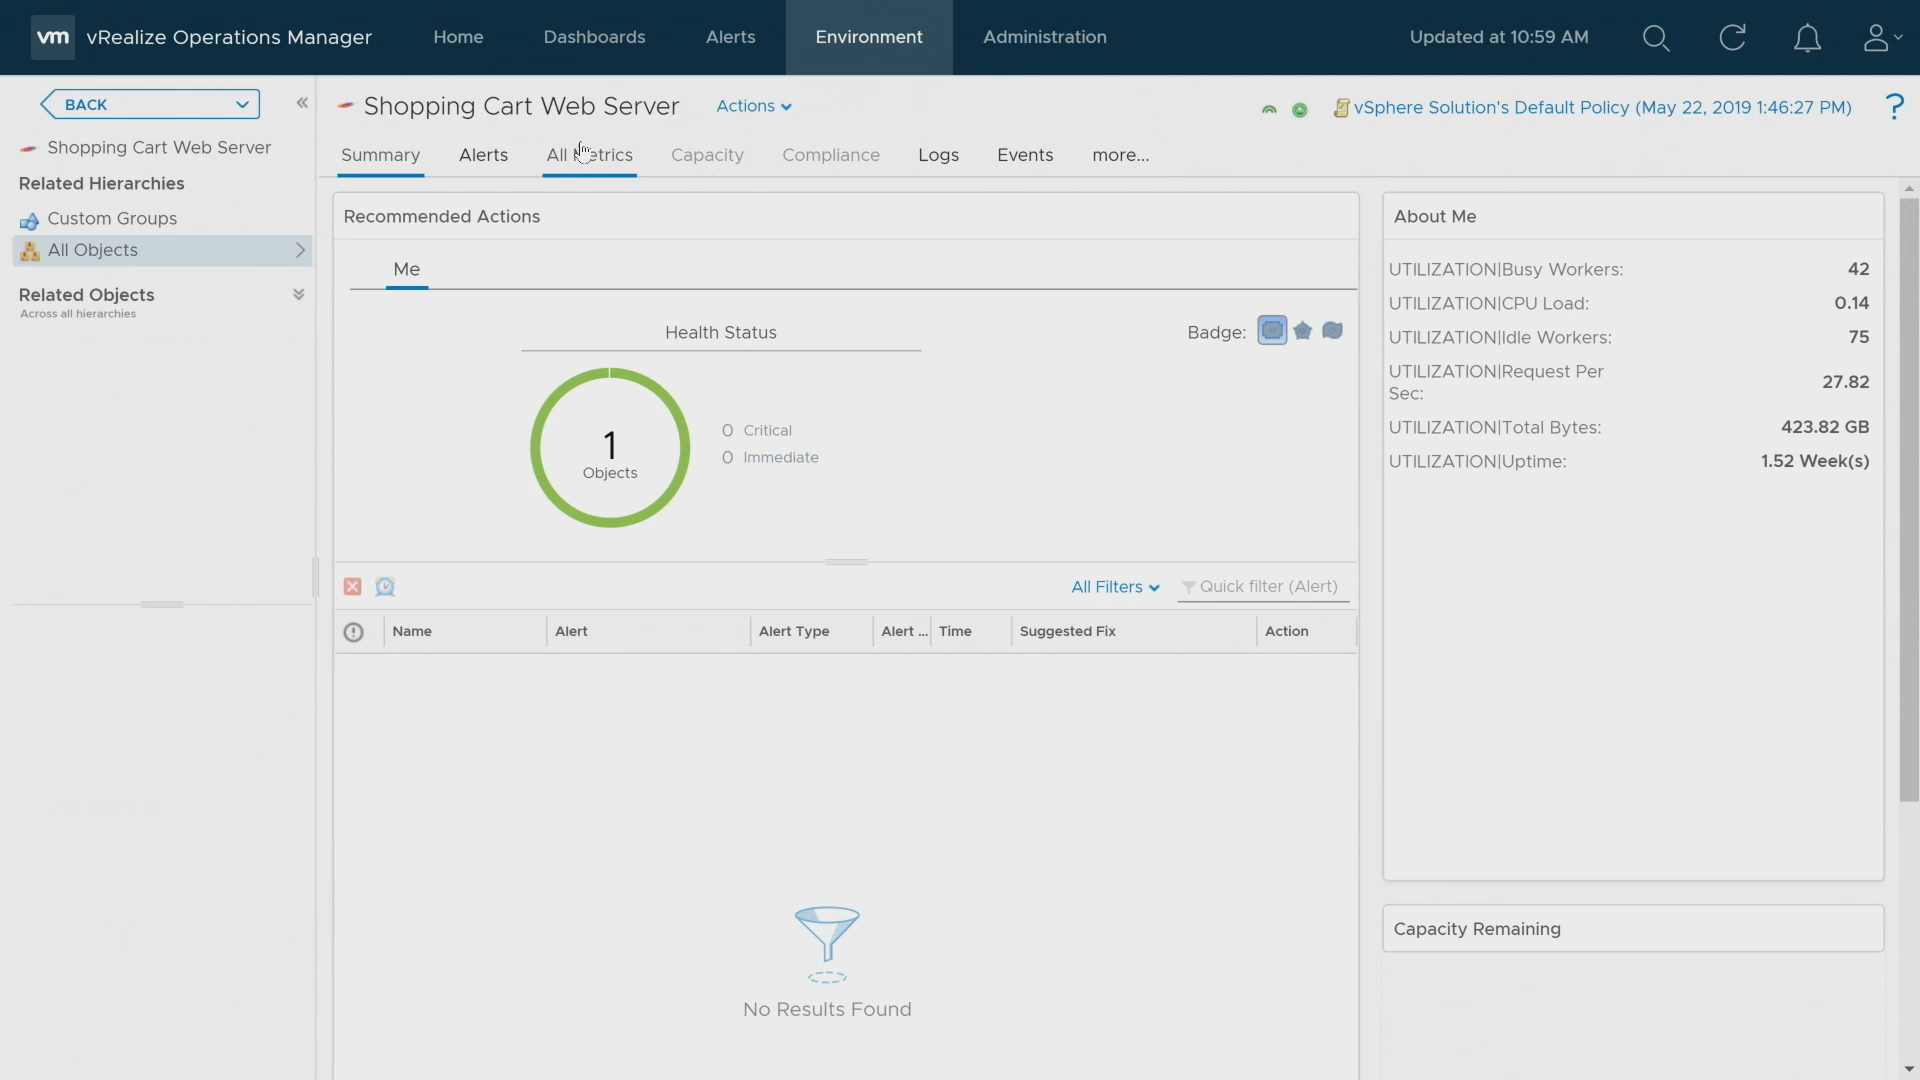 vm vRealize Operations Manager Home Dashboards Alerts Environment Administration Updated at 10:59 AM
BACK
Shopping Cart Web Server
Related Hierarchies
Custom Groups
All Objects
Related Objects
Across all hierarchies
Shopping Cart Web Server Actions vSphere Solution's Default Policy (May 22, 2019 1:46:27 PM) ?
Summary Alerts All Metrics Capacity Compliance Logs Events more...
Recommended Actions
Me
Health Status
Badge:
1
Objects
0 Critical
0 Immediate
All Filters Quick filter (Alert)
Name Alert Alert Type Alert ... Time Suggested Fix Action
No Results Found
About Me
UTILIZATION|Busy Workers: 42
UTILIZATION|CPU Load: 0.14
UTILIZATION|Idle Workers: 75
UTILIZATION|Request Per
Sec: 27.82
UTILIZATION|Total Bytes: 423.82 GB
UTILIZATION|Uptime: 1.52 Week(s)
Capacity Remaining